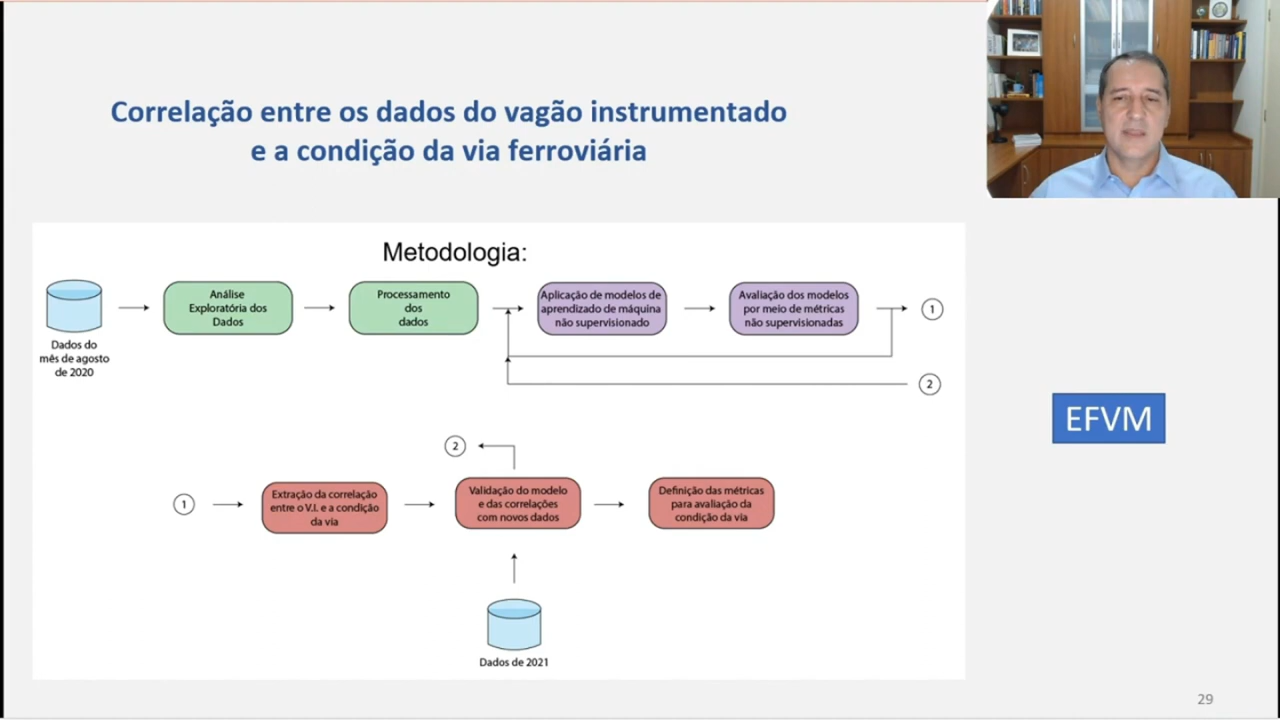 Correlação entre os dados do vagão instrumentado
e a condição da via ferroviária
Metodologia:
Dados do
mês de agosto
de 2020
Análise
Exploratória dos
Dados
Processamento
dos
dados
Aplicação de modelos de
aprendizado de máquina
não supervisionado
Avaliação dos modelos
por meio de métricas
não supervisionadas
1
2
EFVM
2
1
Extração da correlação
entre o V.I. e a condição
da via
Validação do modelo
e das correlações
com novos dados
Definição das métricas
para avaliação da
condição da via
Dados de 2021
29